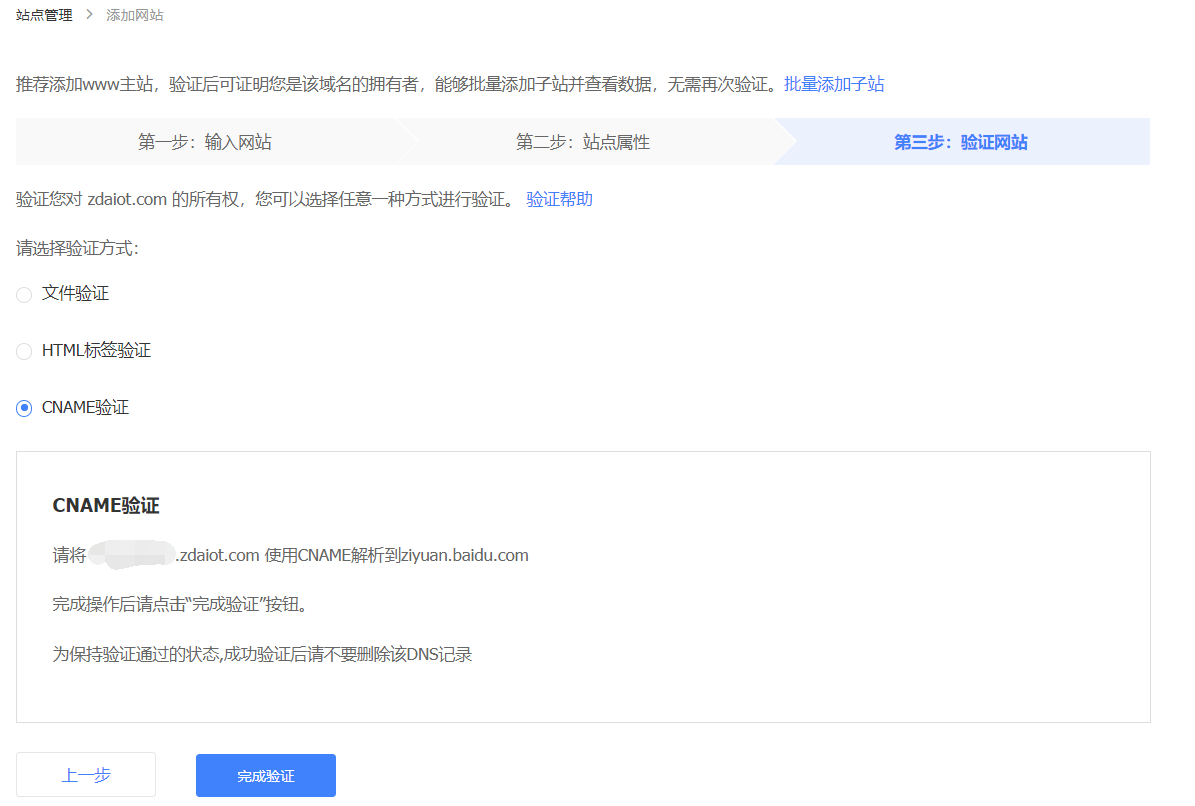 站点管理 > 添加网站
推荐添加www主站，验证后可证明您是该域名的拥有者，能够批量添加子站并查看数据，无需再次验证。批量添加子站
第一步：输入网站 第二步：站点属性 第三步：验证网站
验证您对 zdaiot.com 的所有权，您可以选择任意一种方式进行验证。 验证帮助
请选择验证方式：
文件验证
HTML标签验证
CNAME验证
CNAME验证
请将 .zdaiot.com 使用CNAME解析到ziyuan.baidu.com
完成操作后请点击“完成验证”按钮。
为保持验证通过的状态,成功验证后请不要删除该DNS记录
上一步 完成验证